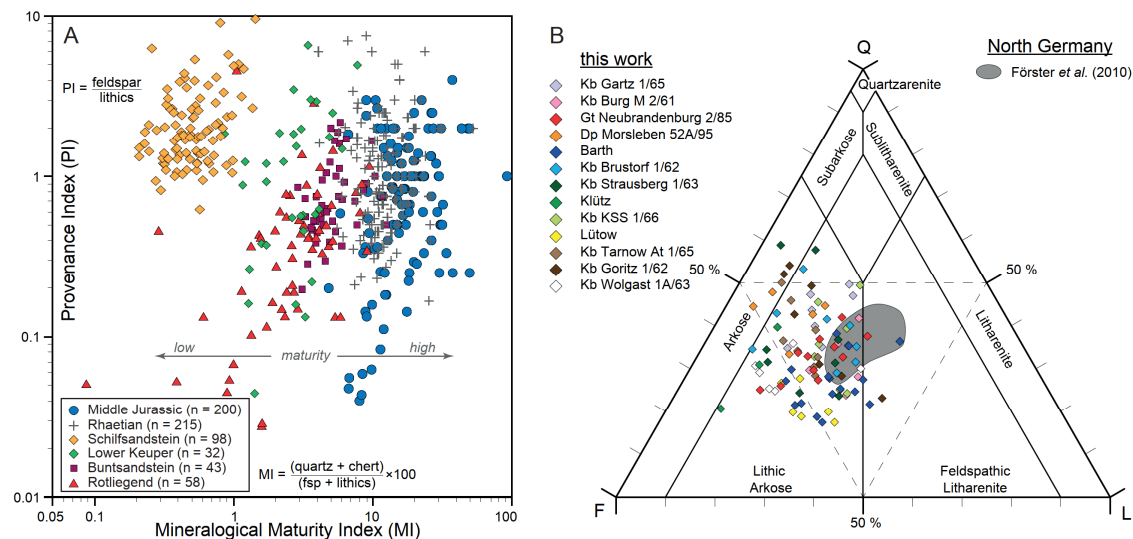 A
10
1
0.1
0.01
0.05
0.1
1
10
100
Provenance Index (PI)
Mineralogical Maturity Index (MI)
PI = feldspar
lithics
low maturity high
Middle Jurassic (n = 200)
Rhaetian (n = 215)
Schilfsandstein (n = 98)
Lower Keuper (n = 32)
Buntsandstein (n = 43)
Rotliegend (n = 58)
MI = (quartz + chert) ×100
(fsp + lithics)
B
this work
Kb Gartz 1/65
Kb Burg M 2/61
Gt Neubrandenburg 2/85
Dp Morsleben 52A/95
Barth
Kb Brustorf 1/62
Kb Strausberg 1/63
Klütz
Kb KSS 1/66
Lütow
Kb Tarnow At 1/65
Kb Goritz 1/62
Kb Wolgast 1A/63
North Germany
Förster et al. (2010)
Q
Quartzarenite
Subarkose
Sublitharenite
50 %
50 %
Arkose
Litharenite
Lithic
Arkose
Feldspathic
Litharenite
F
L
50 %